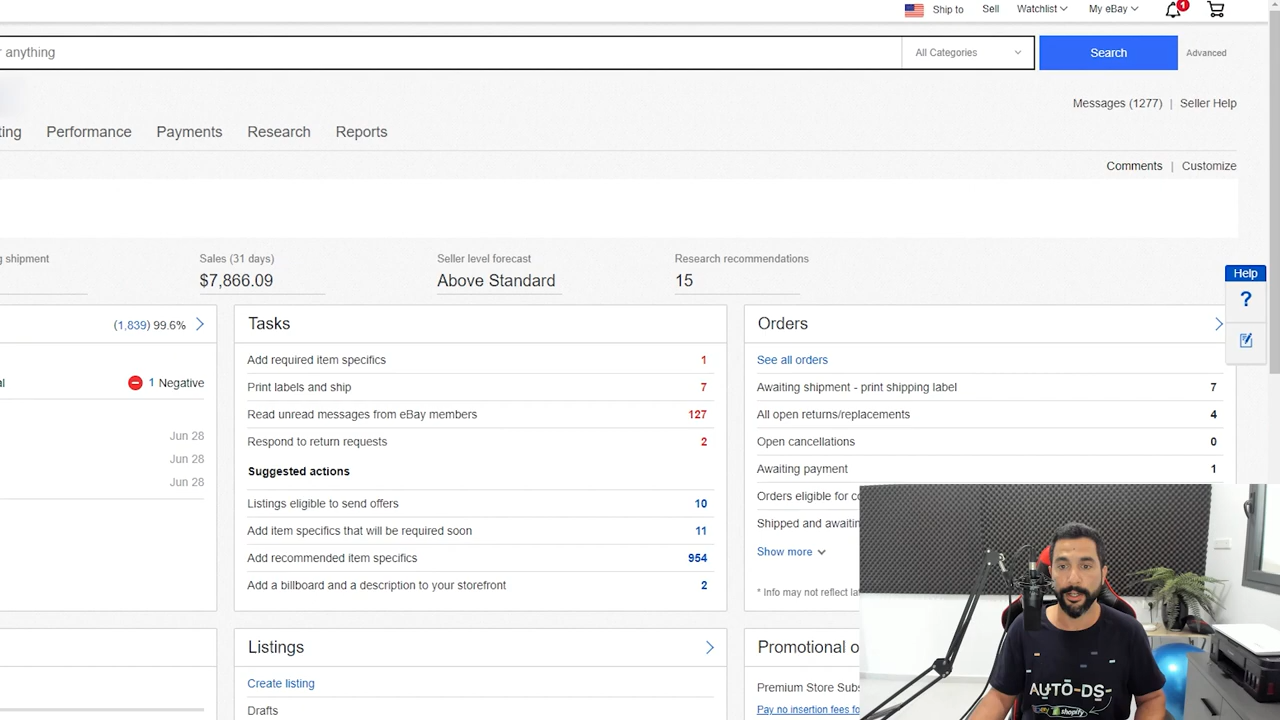 Ship to Sell Watchlist My eBay 1
r anything All Categories Search Advanced
Messages (1277) | Seller Help
ting Performance Payments Research Reports
Comments | Customize
g shipment Sales (31 days) Seller level forecast Research recommendations
$7,866.09 Above Standard 15
Help
?
(1,839) 99.6%
1 Negative
Jun 28
Jun 28
Jun 28
Tasks
Add required item specifics 1
Print labels and ship 7
Read unread messages from eBay members 127
Respond to return requests 2
Suggested actions
Listings eligible to send offers 10
Add item specifics that will be required soon 11
Add recommended item specifics 954
Add a billboard and a description to your storefront 2
Orders
See all orders
Awaiting shipment - print shipping label 7
All open returns/replacements 4
Open cancellations 0
Awaiting payment 1
Orders eligible for co
Shipped and awaitin
Show more
* Info may not reflect la
Listings
Create listing
Drafts
Promotional o
Premium Store Subs
Pay no insertion fees fo
AUTO-DS-
ebay shopify